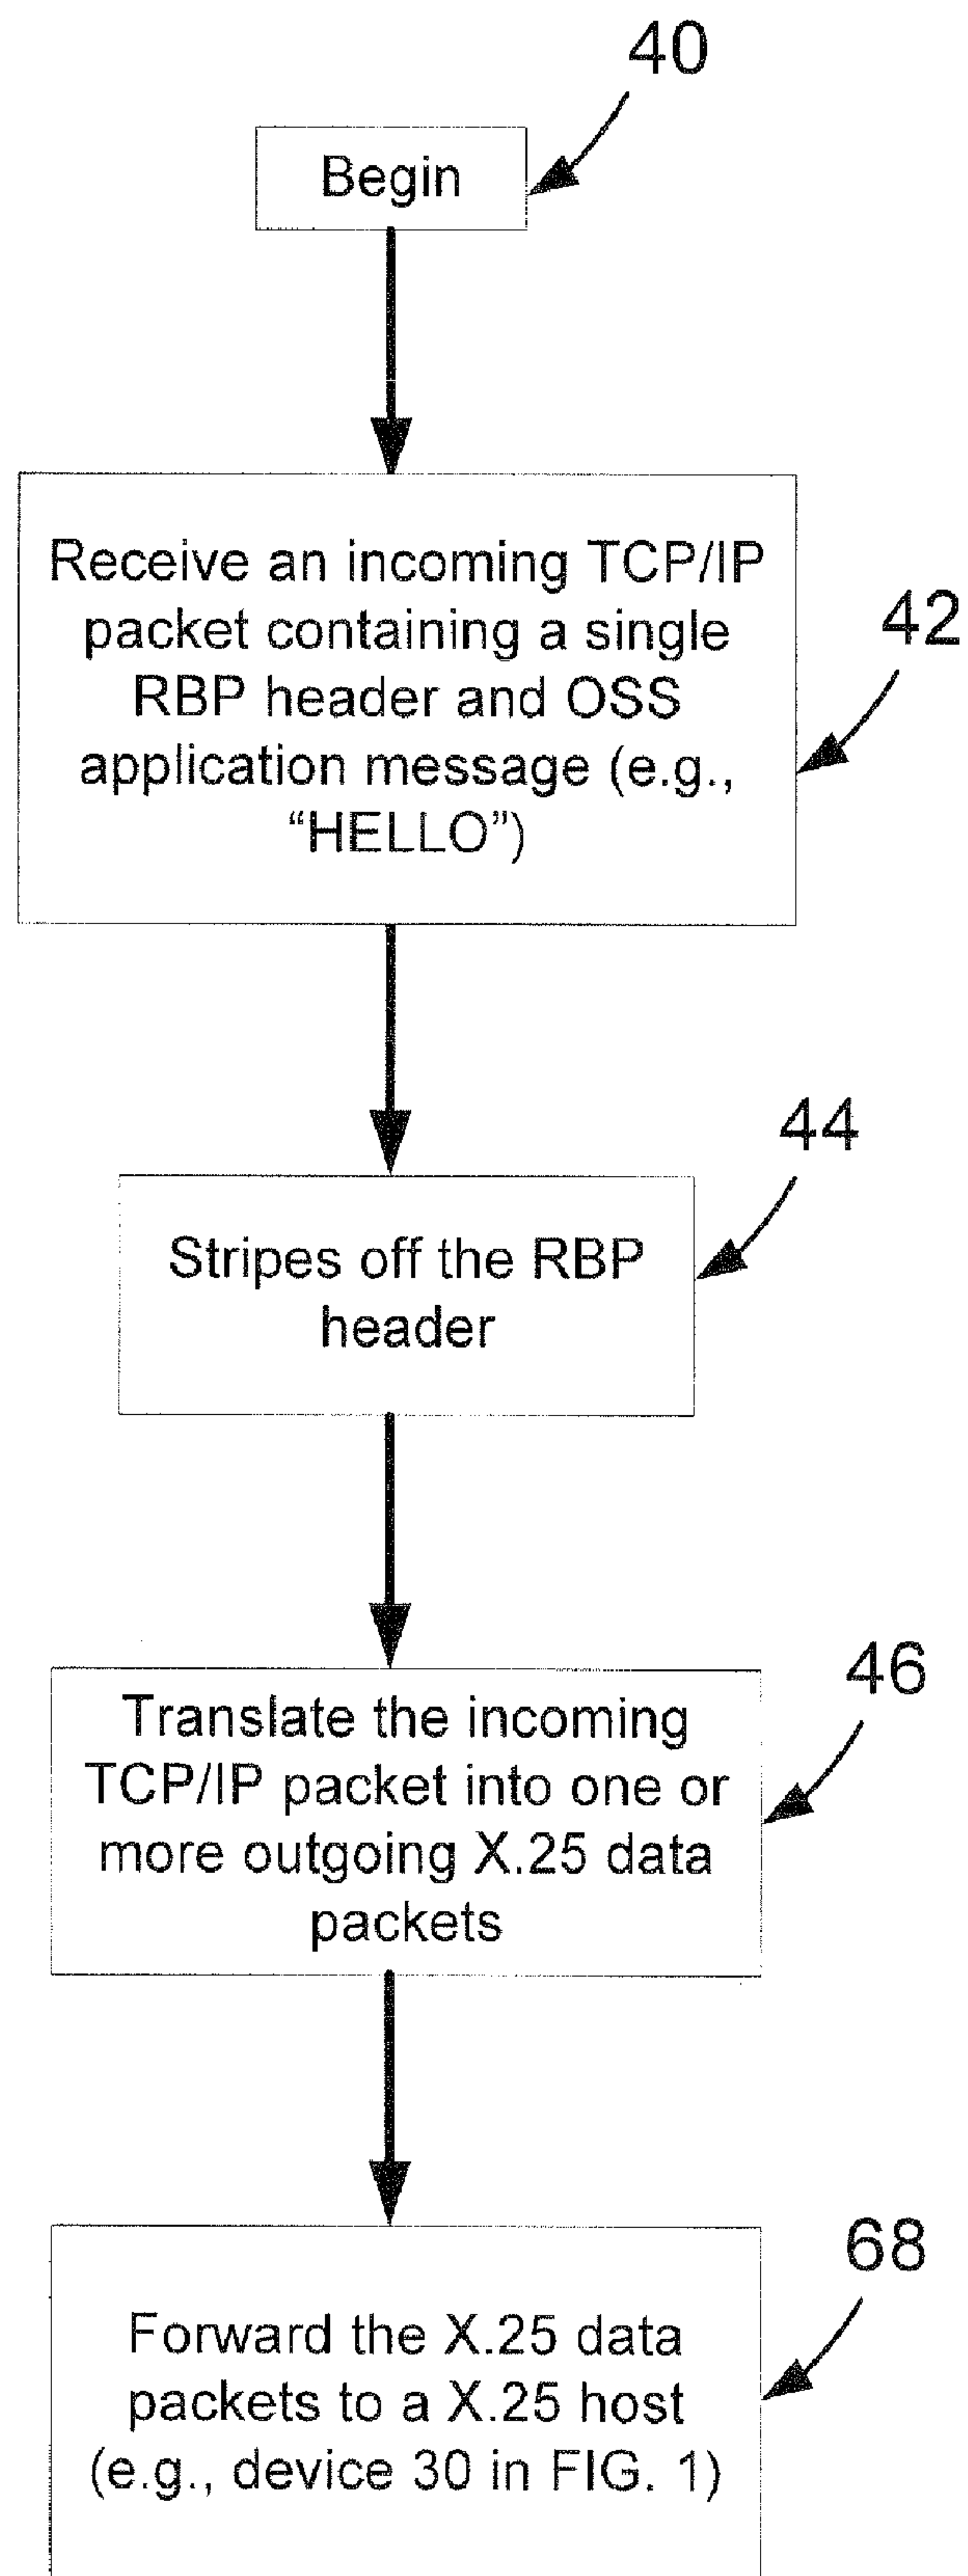 40
Begin
Receive an incoming TCP/IP
packet containing a single
RBP header and OSS
application message (e.g.,
“HELLO”)
42
44
Stripes off the RBP
header
46
Translate the incoming
TCP/IP packet into one or
more outgoing X.25 data
packets
68
Forward the X.25 data
packets to a X.25 host
(e.g., device 30 in FIG. 1)